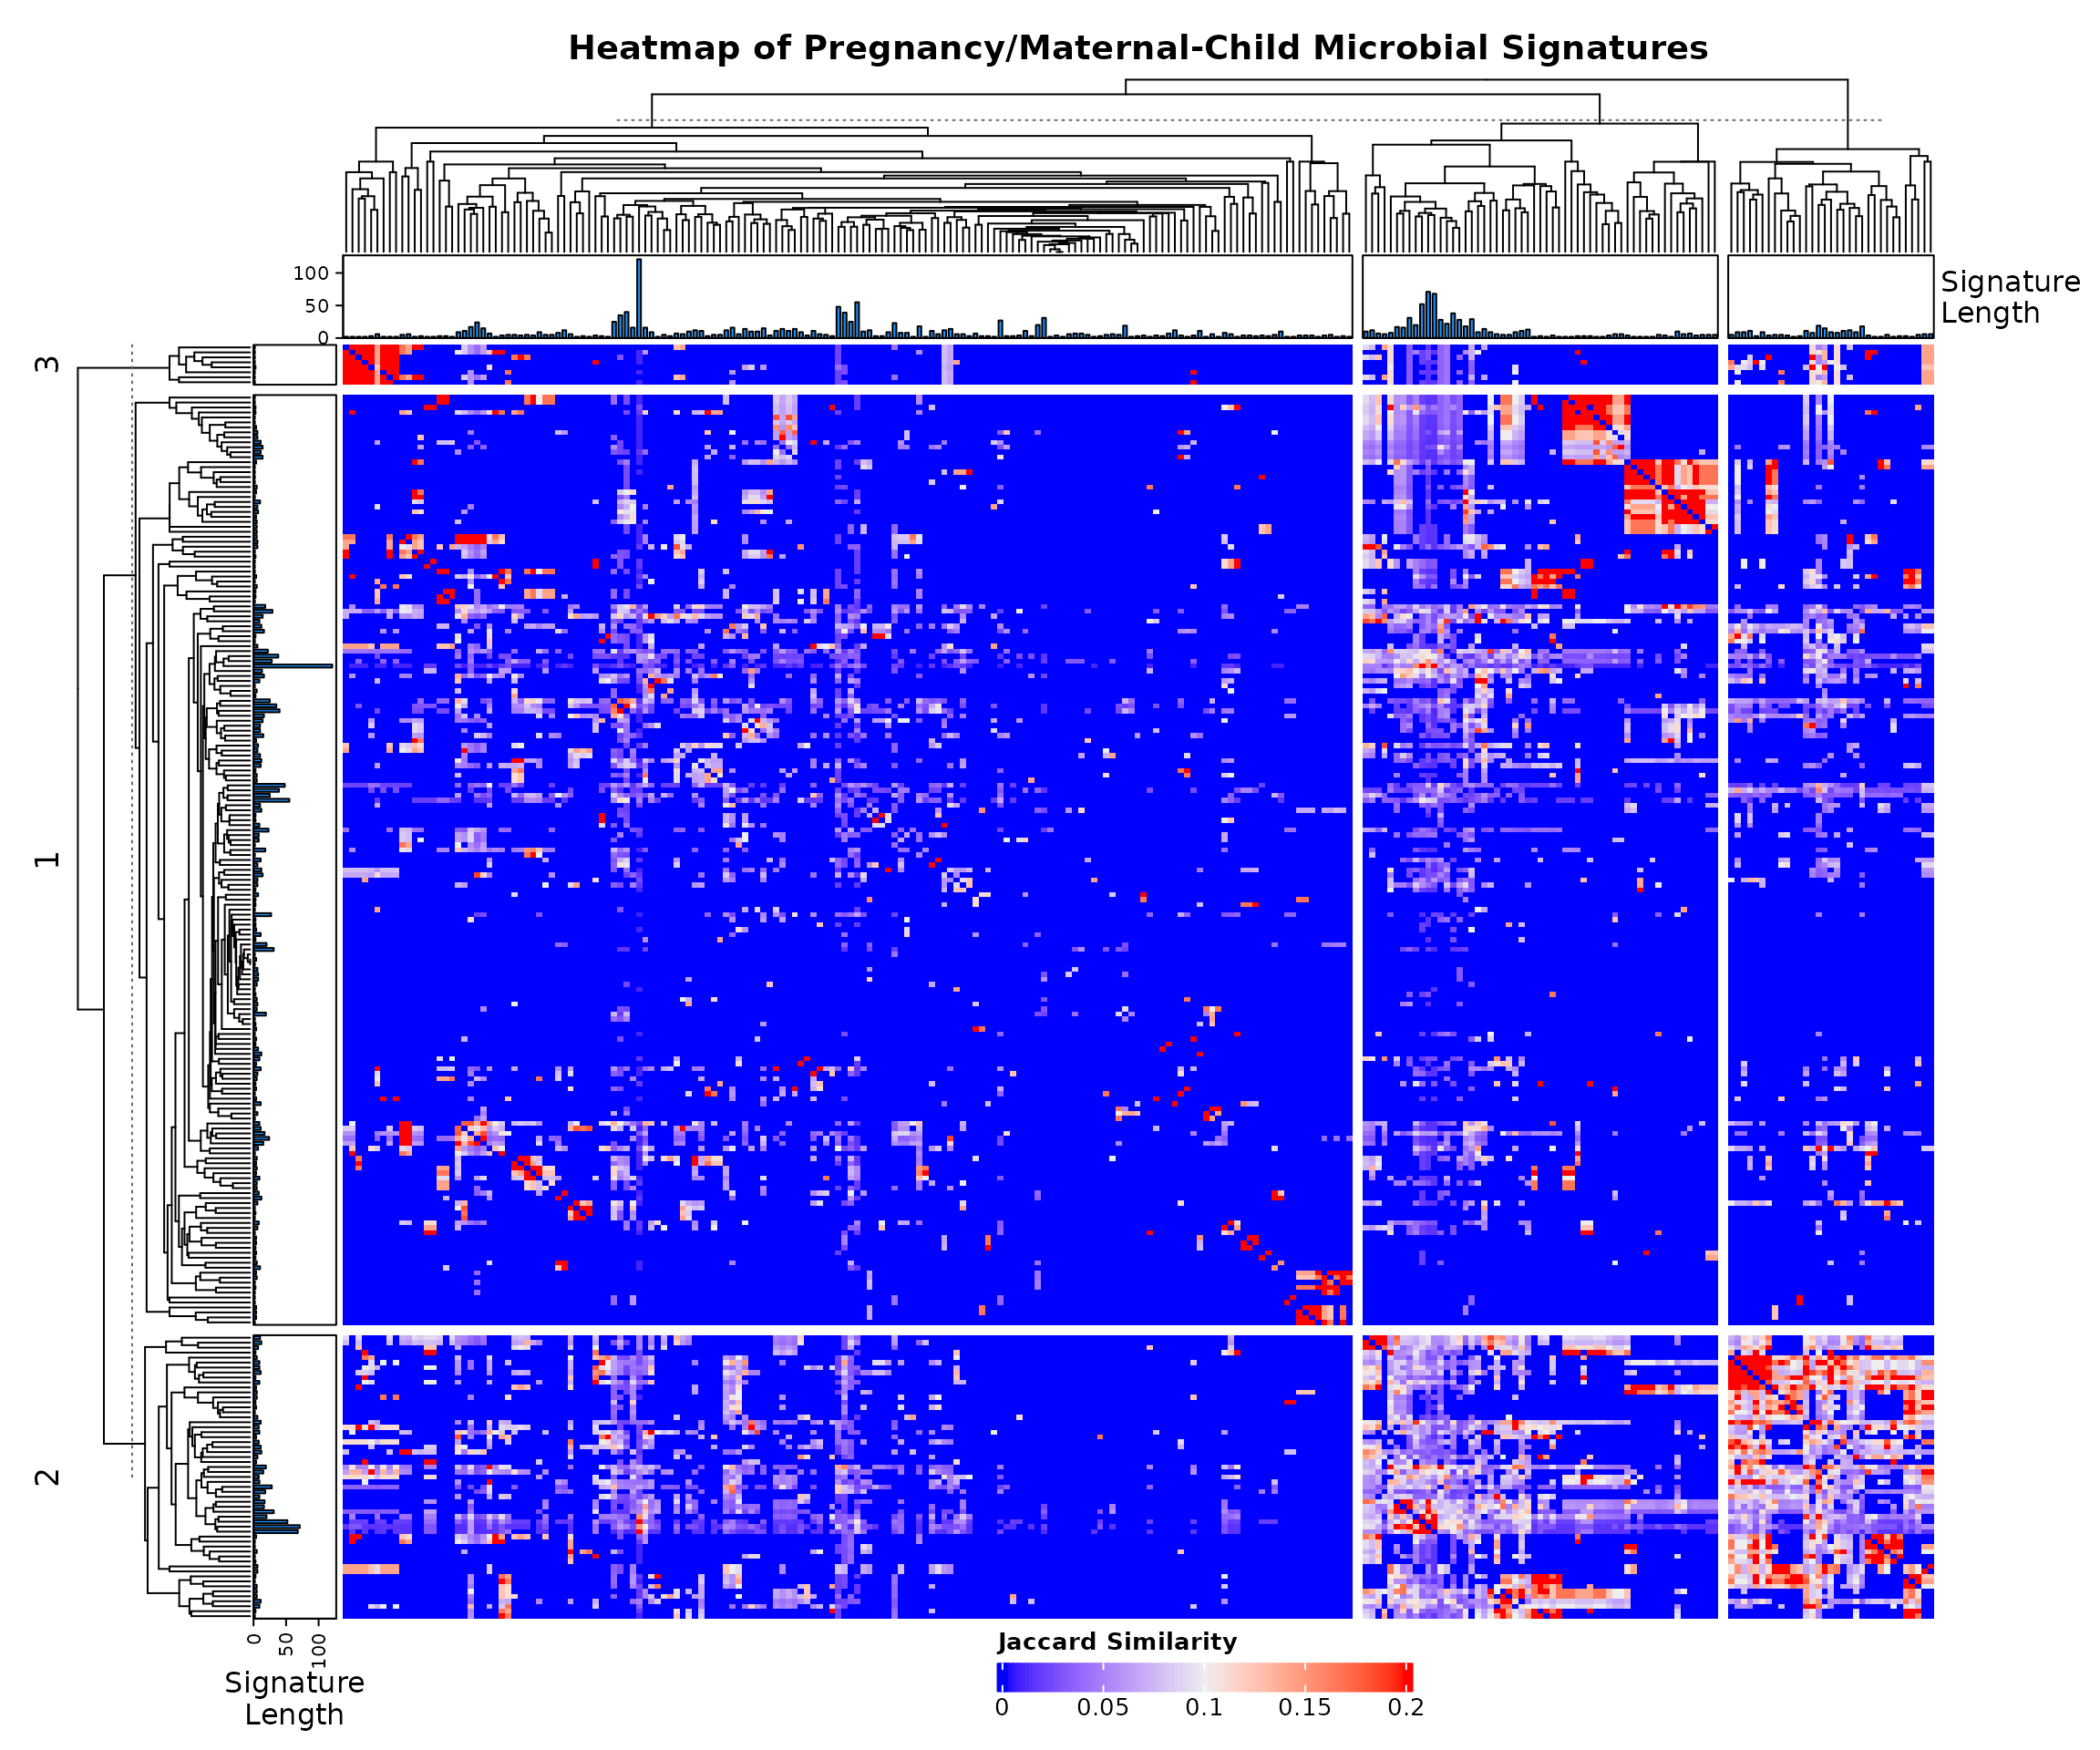 Heatmap of Pregnancy/Maternal-Child Microbial Signatures
100
50
0
Signature
Length
3
1
2
0
50
100
Signature
Length
Jaccard Similarity
0
0.05
0.1
0.15
0.2